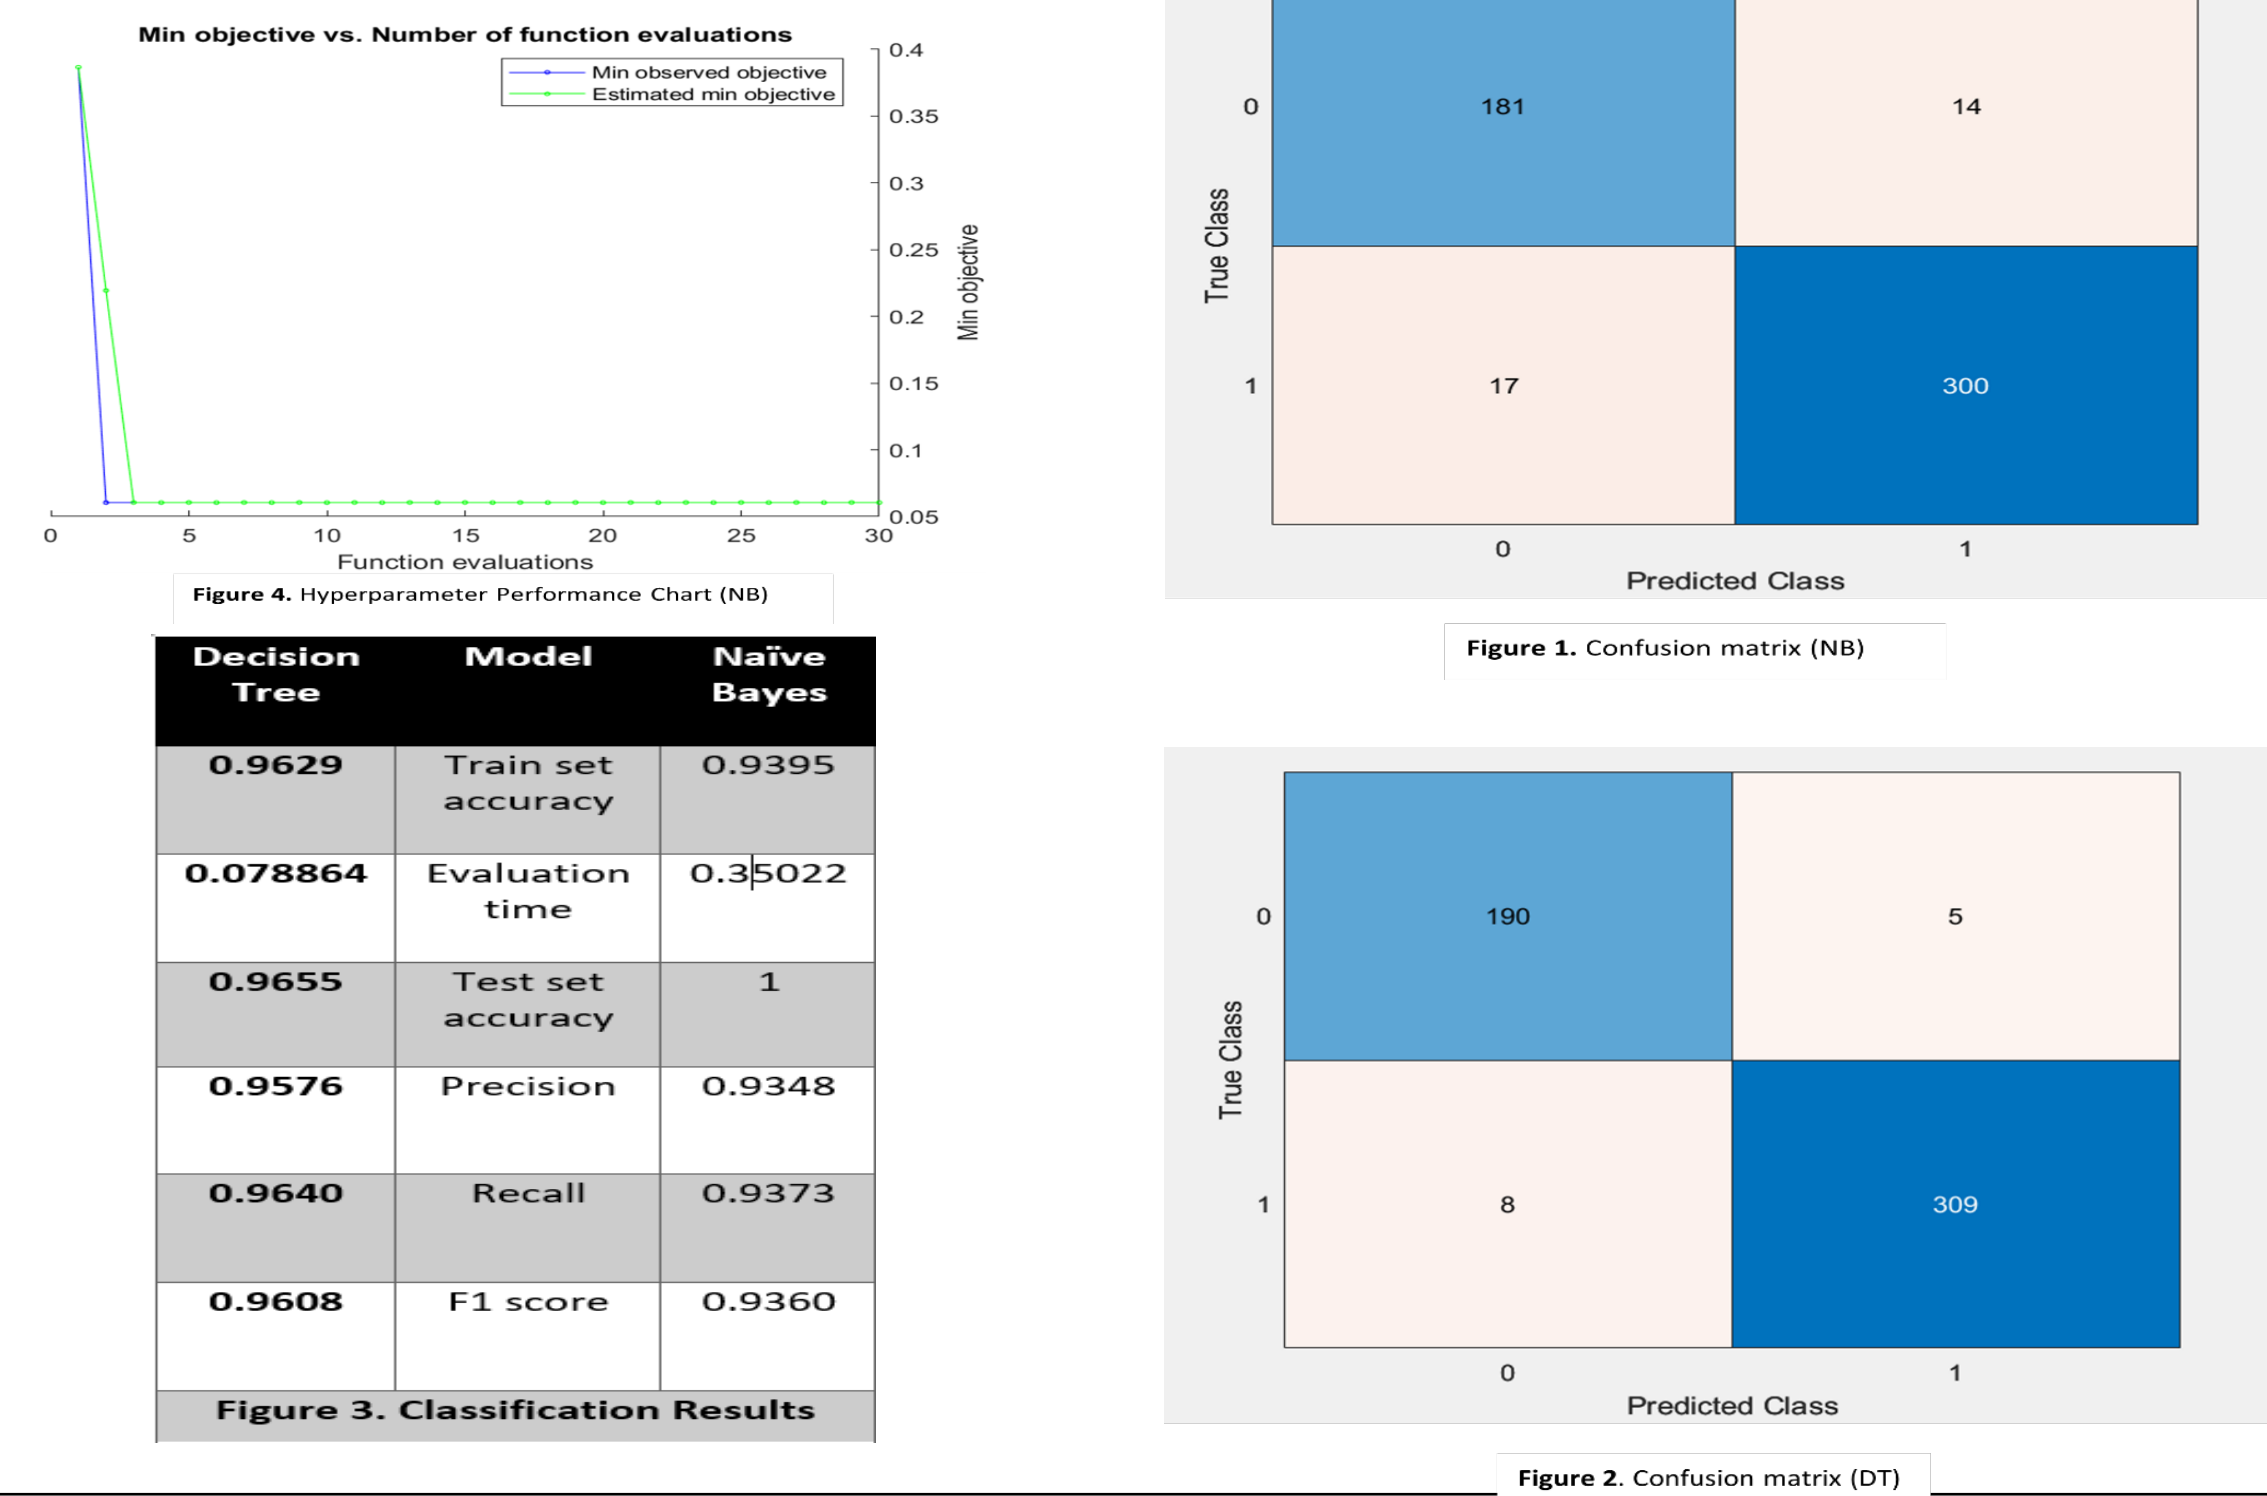 Min objective vs. Number of function evaluations
Min observed objective
Estimated min objective
0.4
0.35
0.3
0.25
0.2
0.15
0.1
0.05
Min objective
0 5 10 15 20 25 30
Function evaluations
Figure 4. Hyperparameter Performance Chart (NB)
Decision Tree Model Naïve Bayes
0.9629 Train set accuracy 0.9395
0.078864 Evaluation time 0.35022
0.9655 Test set accuracy 1
0.9576 Precision 0.9348
0.9640 Recall 0.9373
0.9608 F1 score 0.9360
Figure 3. Classification Results
0 181 14
True Class
1 17 300
0 1
Predicted Class
Figure 1. Confusion matrix (NB)
0 190 5
True Class
1 8 309
0 1
Predicted Class
Figure 2. Confusion matrix (DT)